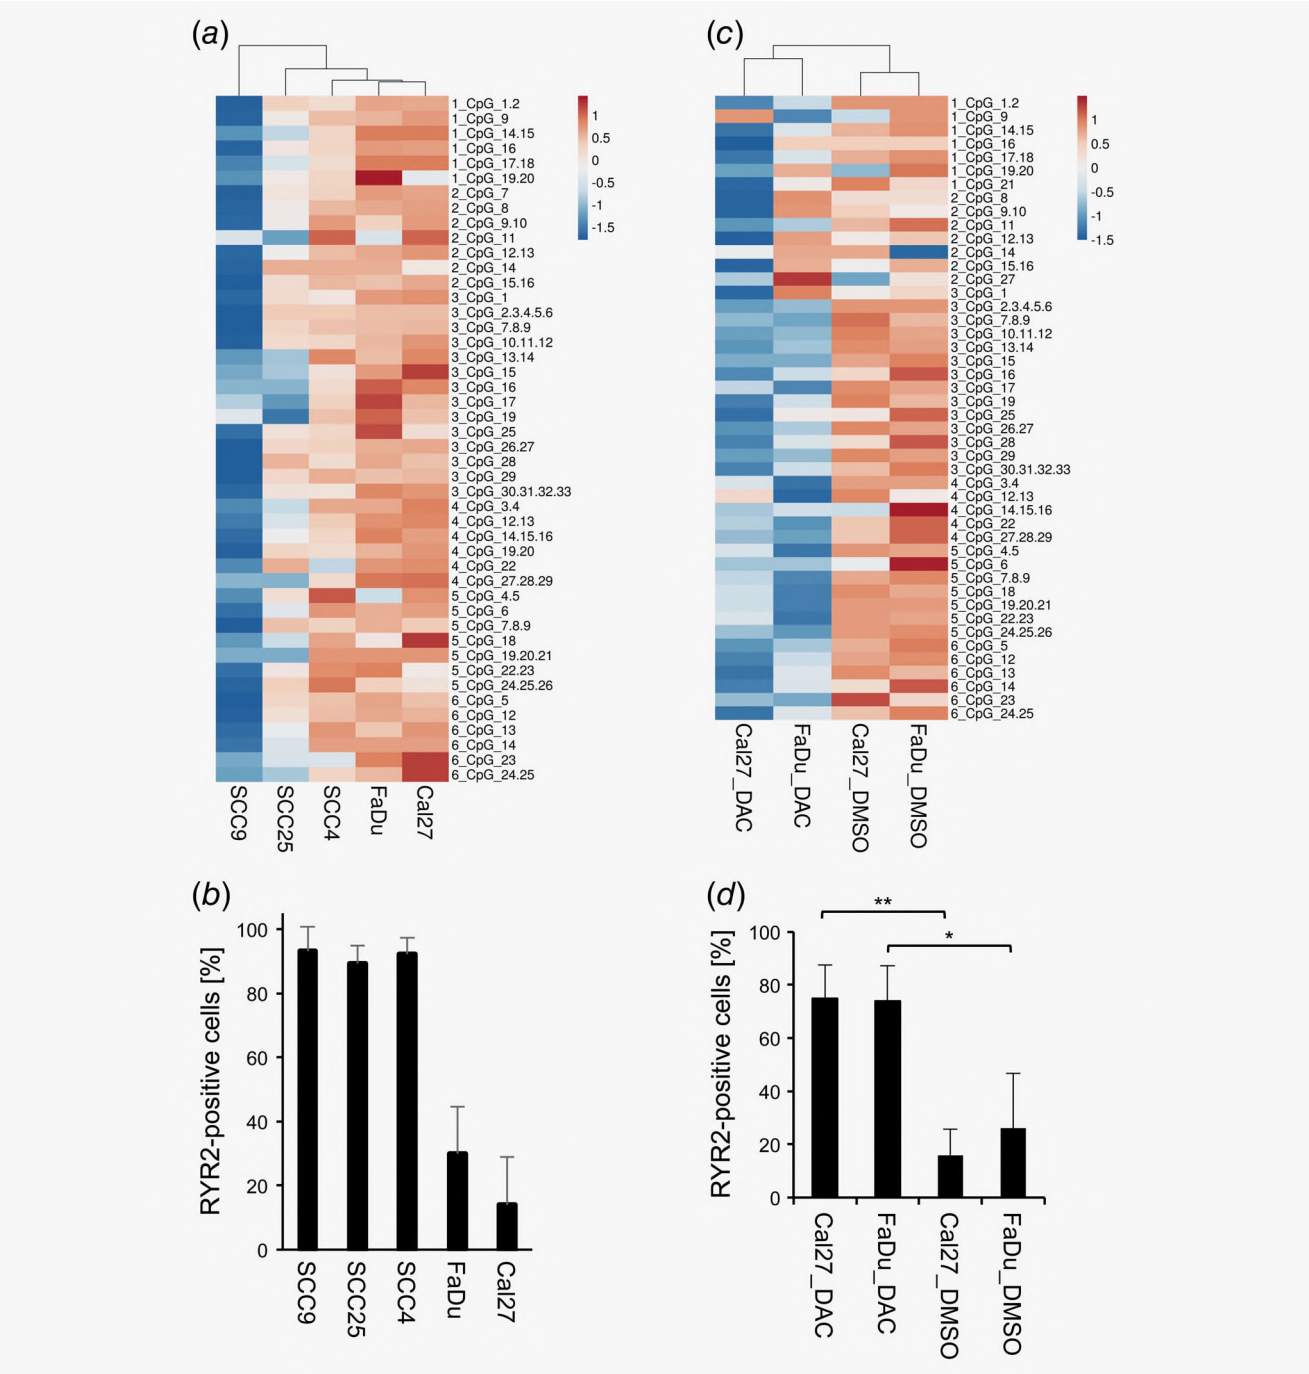 (a)
1_CpG_1.2
1_CpG_9
1_CpG_14.15
1_CpG_16
1_CpG_17.18
1_CpG_19.20
2_CpG_7
2_CpG_8
2_CpG_9.10
2_CpG_11
2_CpG_12.13
2_CpG_14
2_CpG_15.16
3_CpG_1
3_CpG_2.3.4.5.6
3_CpG_7.8.9
3_CpG_10.11.12
3_CpG_13.14
3_CpG_15
3_CpG_16
3_CpG_17
3_CpG_19
3_CpG_25
3_CpG_26.27
3_CpG_28
3_CpG_29
3_CpG_30.31.32.33
4_CpG_3.4
4_CpG_12.13
4_CpG_14.15.16
4_CpG_19.20
4_CpG_22
4_CpG_27.28.29
5_CpG_4.5
5_CpG_6
5_CpG_7.8.9
5_CpG_18
5_CpG_19.20.21
5_CpG_22.23
5_CpG_24.25.26
6_CpG_5
6_CpG_12
6_CpG_13
6_CpG_14
6_CpG_23
6_CpG_24.25
1
0.5
0
-0.5
-1
-1.5
SCC9
SCC25
SCC4
FaDu
Cal27
(c)
1_CpG_1.2
1_CpG_9
1_CpG_14.15
1_CpG_16
1_CpG_17.18
1_CpG_19.20
1_CpG_21
2_CpG_8
2_CpG_9.10
2_CpG_11
2_CpG_12.13
2_CpG_14
2_CpG_15.16
2_CpG_27
3_CpG_1
3_CpG_2.3.4.5.6
3_CpG_7.8.9
3_CpG_10.11.12
3_CpG_13.14
3_CpG_15
3_CpG_16
3_CpG_17
3_CpG_19
3_CpG_25
3_CpG_26.27
3_CpG_28
3_CpG_29
3_CpG_30.31.32.33
4_CpG_3.4
4_CpG_12.13
4_CpG_14.15.16
4_CpG_22
4_CpG_27.28.29
5_CpG_4.5
5_CpG_6
5_CpG_7.8.9
5_CpG_18
5_CpG_19.20.21
5_CpG_22.23
5_CpG_24.25.26
6_CpG_5
6_CpG_12
6_CpG_13
6_CpG_14
6_CpG_23
6_CpG_24.25
1
0.5
0.0
-0.5
-1
-1.5
Cal27_DAC
FaDu_DAC
Cal27_DMSO
FaDu_DMSO
(b)
RYR2-positive cells [%]
100
80
60
40
20
0
SCC9
SCC25
SCC4
FaDu
Cal27
(d)
**
*
RYR2-positive cells [%]
100
80
60
40
20
0
Cal27_DAC
FaDu_DAC
Cal27_DMSO
FaDu_DMSO